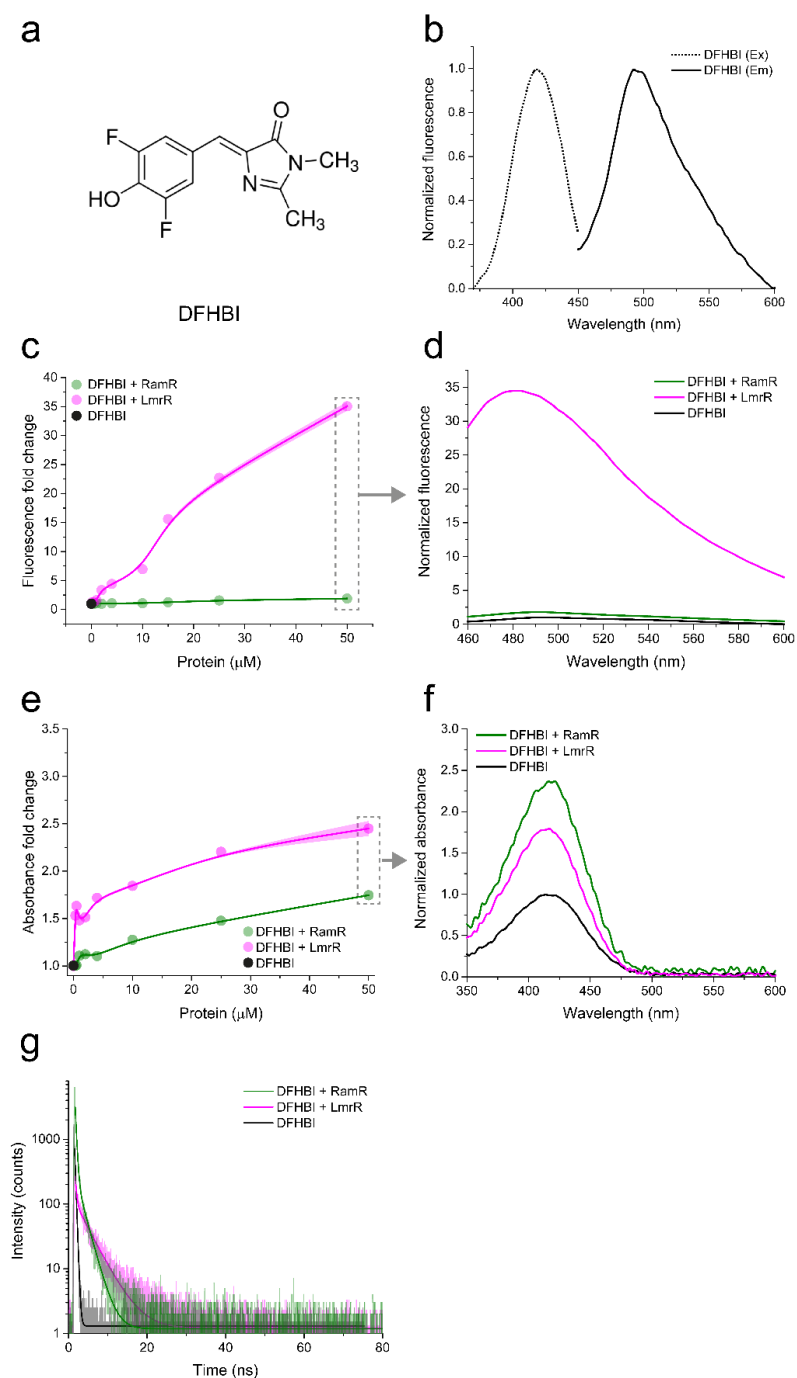 a
F
O
N
CH₃
HO
N
F
CH₃
DFHBI
b
DFHBI (Ex)
DFHBI (Em)
Normalized fluorescence
1.0
0.8
0.6
0.4
0.2
0.0
400 450 500 550 600
Wavelength (nm)
c
DFHBI + RamR
DFHBI + LmrR
DFHBI
Fluorescence fold change
40
35
30
25
20
15
10
5
1
0 10 20 30 40 50
Protein (μM)
d
DFHBI + RamR
DFHBI + LmrR
DFHBI
Normalized fluorescence
35
30
25
20
15
10
5
0
460 480 500 520 540 560 580 600
Wavelength (nm)
e
Absorbance fold change
3.5
3.0
2.5
2.0
1.5
1.0
DFHBI + RamR
DFHBI + LmrR
DFHBI
0 10 20 30 40 50
Protein (μM)
f
DFHBI + RamR
DFHBI + LmrR
DFHBI
Normalized absorbance
3.0
2.5
2.0
1.5
1.0
0.5
0.0
350 400 450 500 550 600
Wavelength (nm)
g
DFHBI + RamR
DFHBI + LmrR
DFHBI
Intensity (counts)
1000
100
10
1
0 20 40 60 80
Time (ns)